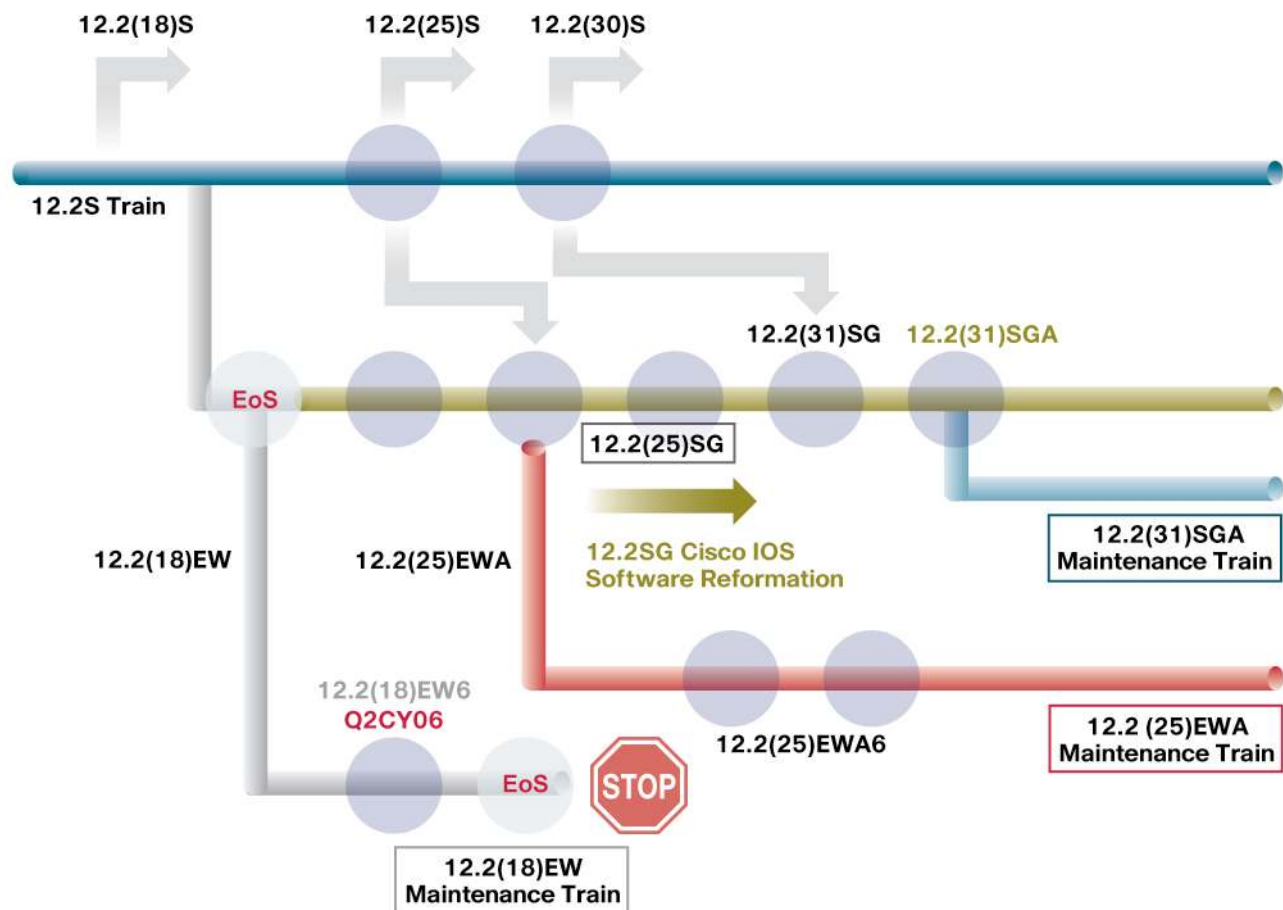 12.2(18)S
12.2(25)S
12.2(30)S
12.2S Train
12.2(31)SG
12.2(31)SGA
EoS
12.2(25)SG
12.2(18)EW
12.2(25)EWA
12.2SG Cisco IOS
Software Reformation
12.2(31)SGA
Maintenance Train
12.2(18)EW6
Q2CY06
12.2(25)EWA6
12.2 (25)EWA
Maintenance Train
EoS
STOP
12.2(18)EW
Maintenance Train